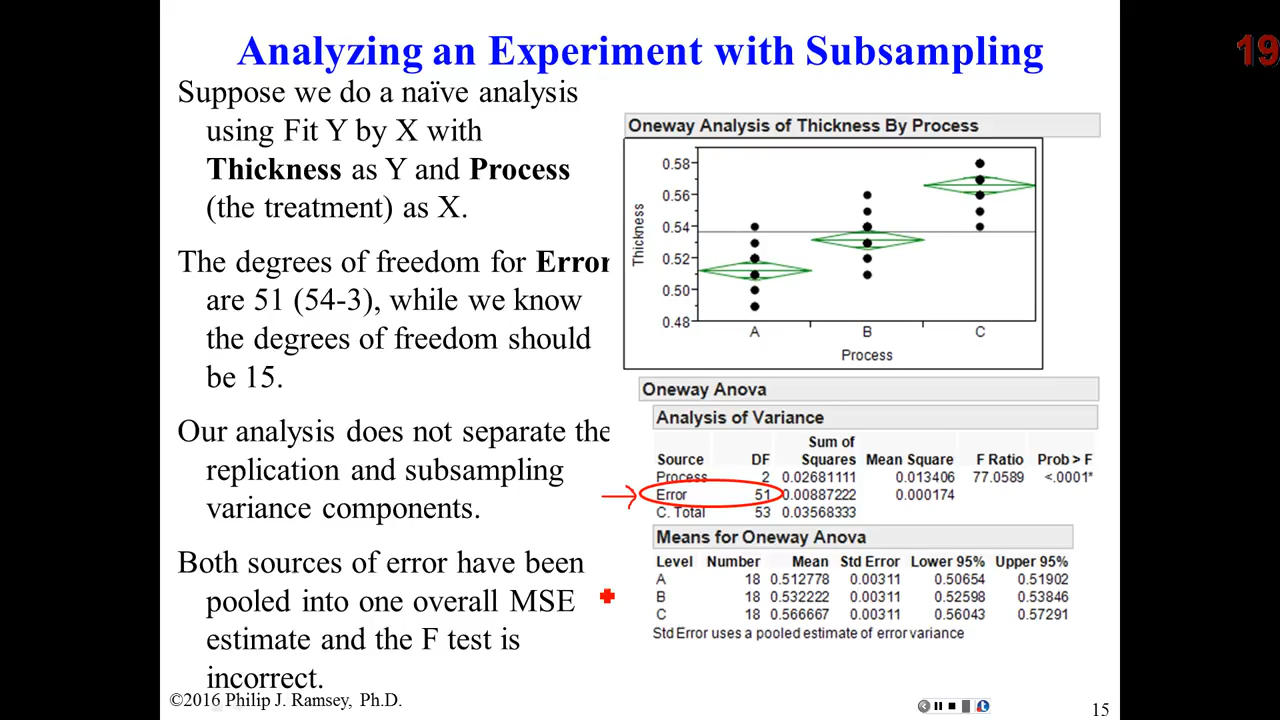 Analyzing an Experiment with Subsampling
19
Suppose we do a naïve analysis
using Fit Y by X with
Thickness as Y and Process
(the treatment) as X.
The degrees of freedom for Error
are 51 (54-3), while we know
the degrees of freedom should
be 15.
Our analysis does not separate the
replication and subsampling
variance components.
Both sources of error have been
pooled into one overall MSE
estimate and the F test is
incorrect.
©2016 Philip J. Ramsey, Ph.D.
Oneway Analysis of Thickness By Process
0.58
0.56
0.54
0.52
0.50
0.48
Thickness
A B C
Process
Oneway Anova
Analysis of Variance
Sum of
Source DF Squares Mean Square F Ratio Prob > F
Process 2 0.02681111 0.013406 77.0589 <.0001*
Error 51 0.00887222 0.000174
C. Total 53 0.03568333
Means for Oneway Anova
Level Number Mean Std Error Lower 95% Upper 95%
A 18 0.512778 0.00311 0.50654 0.51902
B 18 0.532222 0.00311 0.52598 0.53846
C 18 0.566667 0.00311 0.56043 0.57291
Std Error uses a pooled estimate of error variance
15